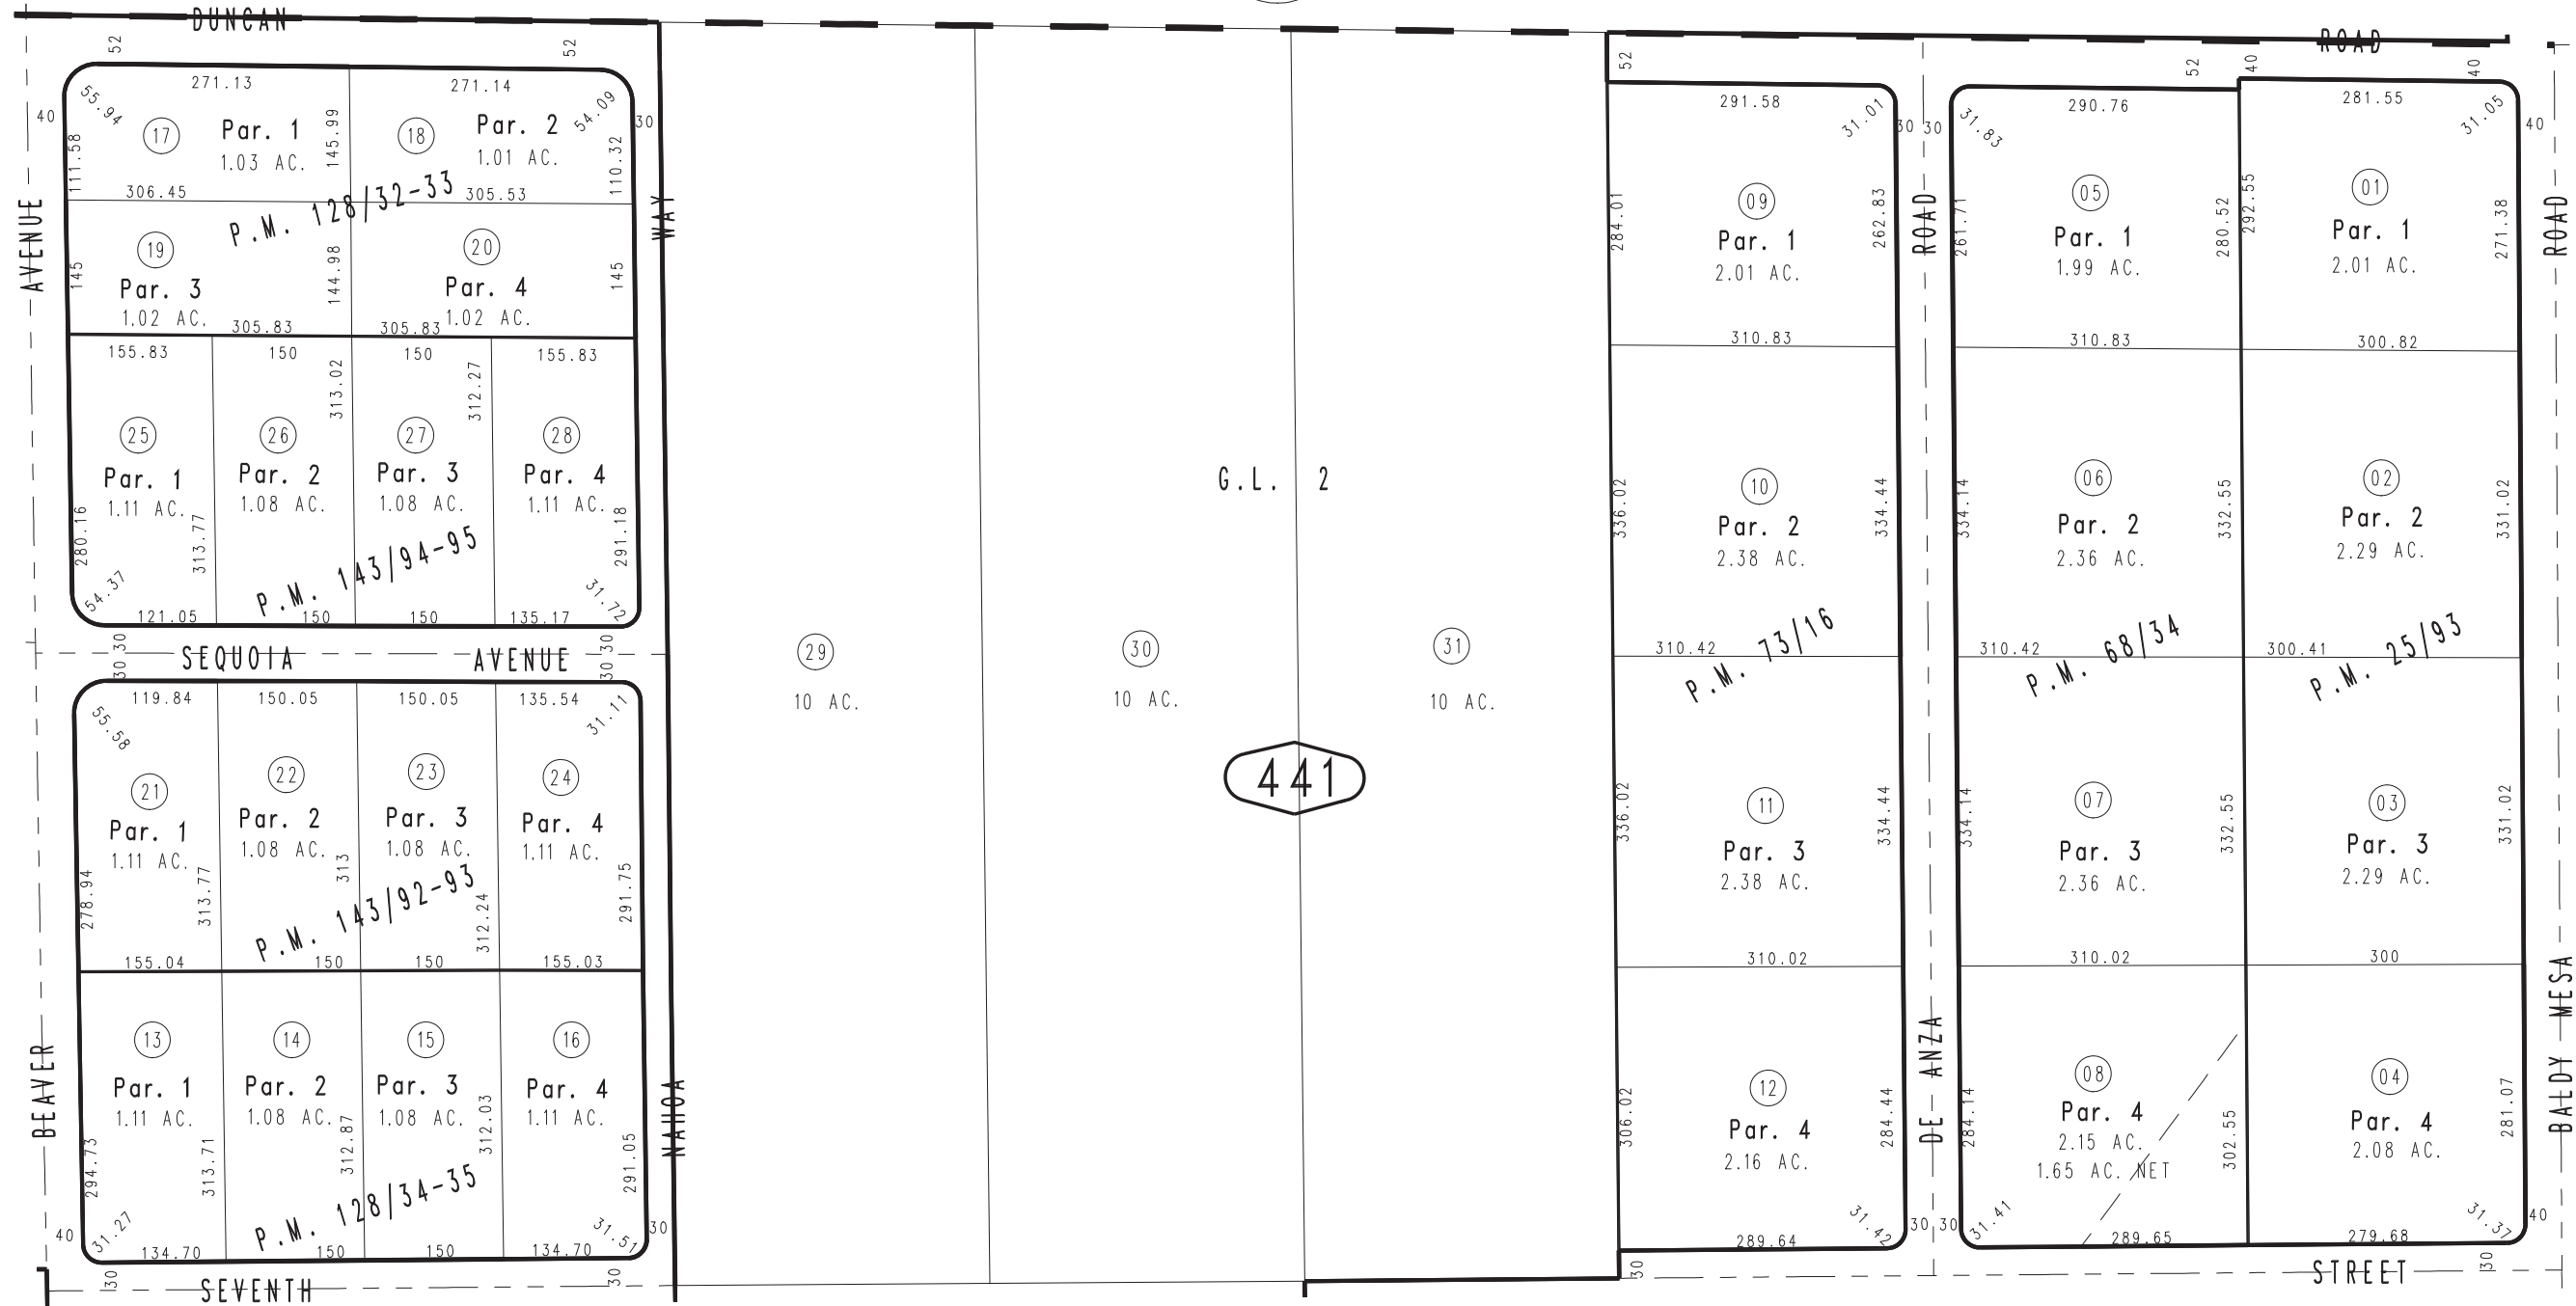 DUNCAN
ROAD
52
52
52
52
40
40
271.13
271.14
291.58
290.76
281.55
55.94
54.09
31.01
31.83
31.05
40
30
30
30
40
17
Par. 1
1.03 AC.
18
Par. 2
1.01 AC.
111.58
145.99
110.32
306.45
305.53
P.M. 128/32-33
AVENUE
WAY
ROAD
ROAD
19
Par. 3
1.02 AC.
20
Par. 4
1.02 AC.
145
144.98
145
305.83
305.83
09
Par. 1
2.01 AC.
284.01
262.83
310.83
05
Par. 1
1.99 AC.
261.71
280.52
310.83
01
Par. 1
2.01 AC.
292.55
271.38
300.82
155.83
150
150
155.83
313.02
312.27
25
Par. 1
1.11 AC.
26
Par. 2
1.08 AC.
27
Par. 3
1.08 AC.
28
Par. 4
1.11 AC.
280.16
313.77
291.18
P.M. 143/94-95
54.37
31.72
121.05
150
150
135.17
G.L. 2
10
Par. 2
2.38 AC.
336.02
334.44
310.42
06
Par. 2
2.36 AC.
334.14
332.55
310.42
02
Par. 2
2.29 AC.
331.02
300.41
P.M. 73/16
P.M. 68/34
P.M. 25/93
30
30
SEQUOIA
AVENUE
30
30
29
10 AC.
30
10 AC.
31
10 AC.
441
119.84
150.05
150.05
135.54
55.58
31.11
21
Par. 1
1.11 AC.
22
Par. 2
1.08 AC.
23
Par. 3
1.08 AC.
24
Par. 4
1.11 AC.
278.94
313.77
313
312.24
291.75
P.M. 143/92-93
155.04
150
150
155.03
11
Par. 3
2.38 AC.
336.02
334.44
310.02
07
Par. 3
2.36 AC.
334.14
332.55
310.02
03
Par. 3
2.29 AC.
331.02
300
BEAVER
NAHOA
DE ANZA
BALDY MESA
13
Par. 1
1.11 AC.
14
Par. 2
1.08 AC.
15
Par. 3
1.08 AC.
16
Par. 4
1.11 AC.
294.73
313.71
312.87
312.03
291.05
P.M. 128/34-35
31.27
31.51
134.70
150
150
134.70
12
Par. 4
2.16 AC.
306.02
284.44
31.42
289.64
08
Par. 4
2.15 AC.
1.65 AC. NET
284.14
302.55
31.41
289.65
04
Par. 4
2.08 AC.
281.07
31.37
279.68
40
30
30
30
40
30
30
30
30
SEVENTH
STREET